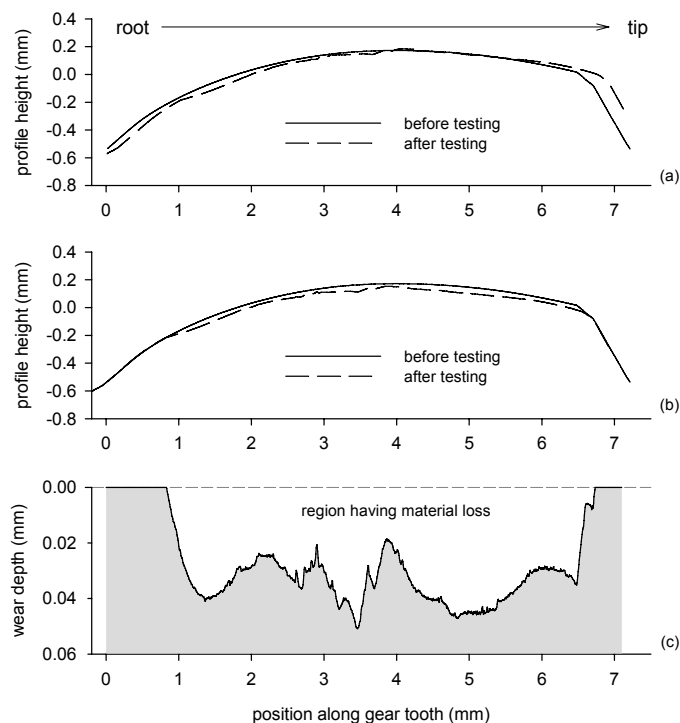 root tip
0.4
0.2
0.0
-0.2
-0.4
-0.6
-0.8
profile height (mm)
before testing
after testing
(a)
0 1 2 3 4 5 6 7
0.4
0.2
0.0
-0.2
-0.4
-0.6
-0.8
profile height (mm)
before testing
after testing
(b)
0 1 2 3 4 5 6 7
0.00
0.02
0.04
0.06
wear depth (mm)
region having material loss
(c)
0 1 2 3 4 5 6 7
position along gear tooth (mm)